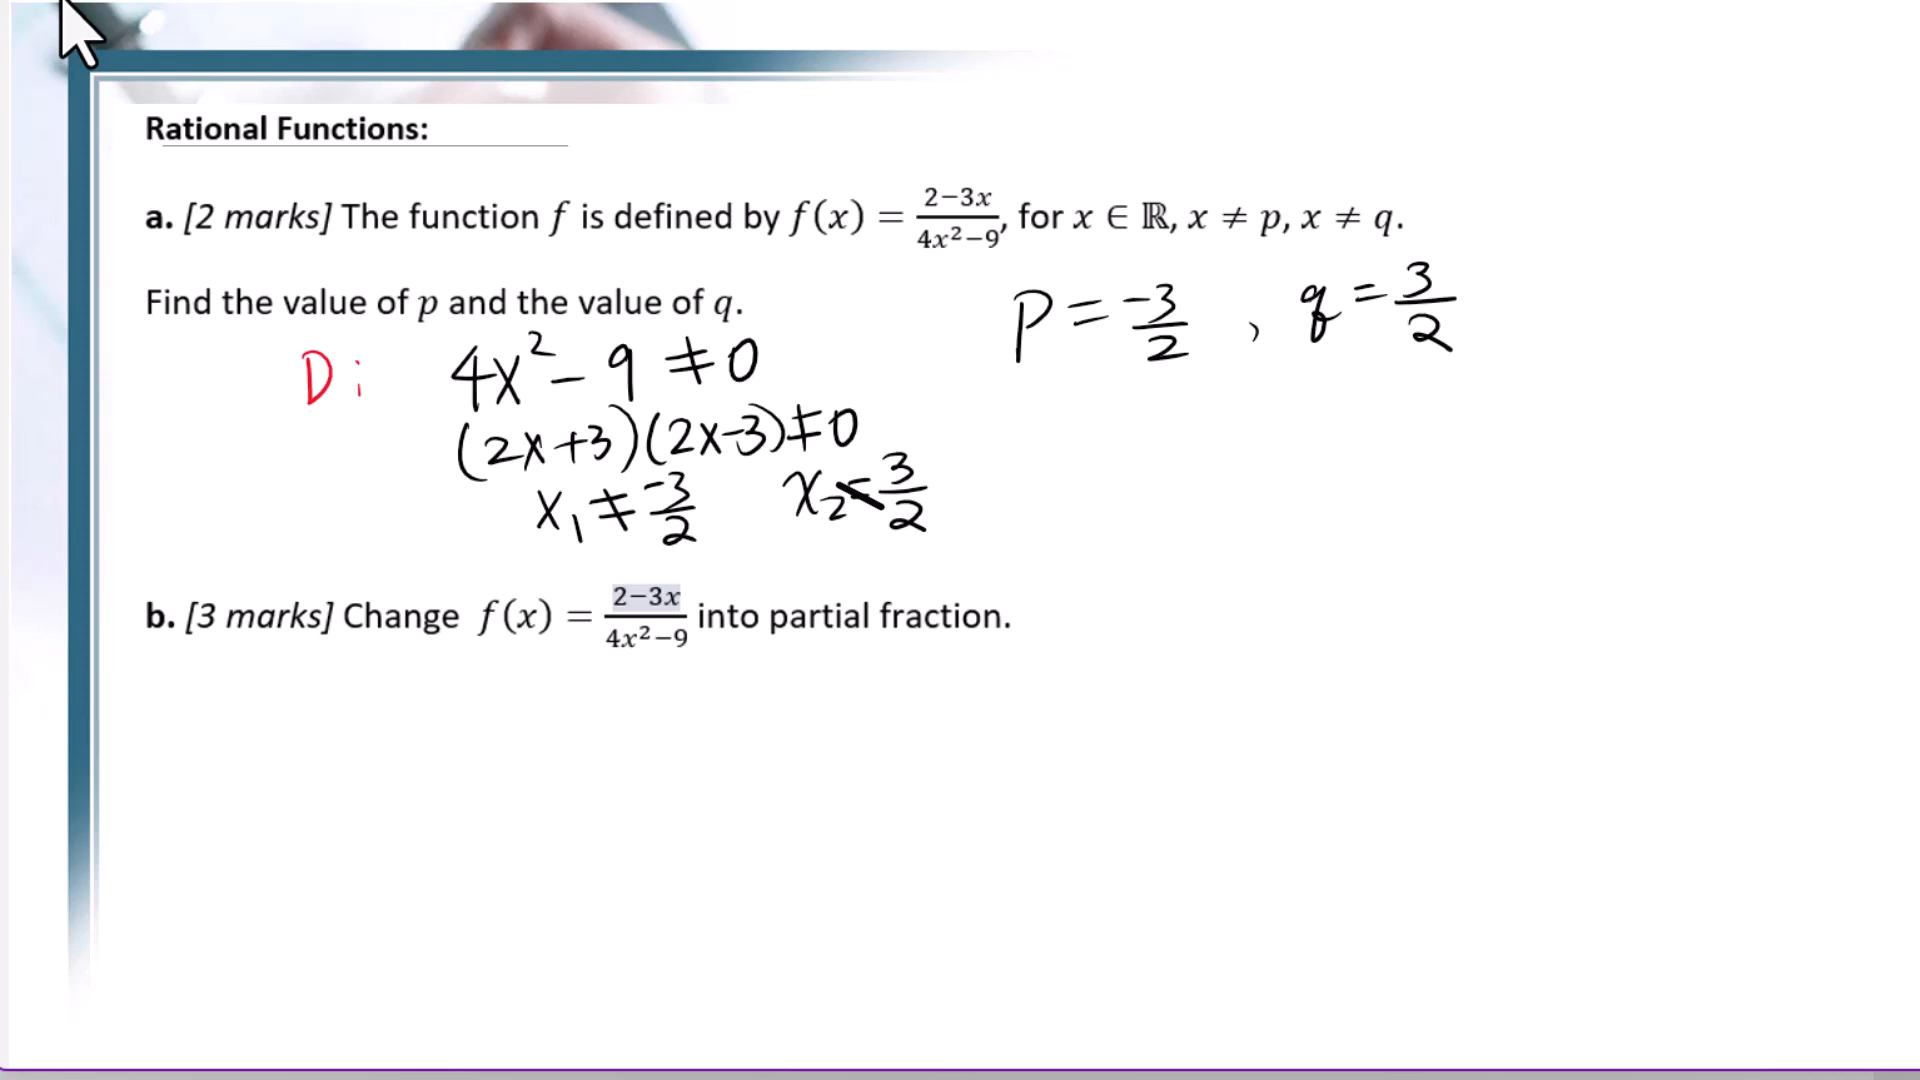 Rational Functions:
a. [2 marks] The function f is defined by f(x) = (2−3x)/(4x²−9), for x ∈ ℝ, x ≠ p, x ≠ q.
Find the value of p and the value of q.
P = -3/2 , q = 3/2
D: 4x² - 9 ≠ 0
(2x+3)(2x-3) ≠ 0
x₁ ≠ -3/2 x₂ ≠ 3/2
b. [3 marks] Change f(x) = (2−3x)/(4x²−9) into partial fraction.